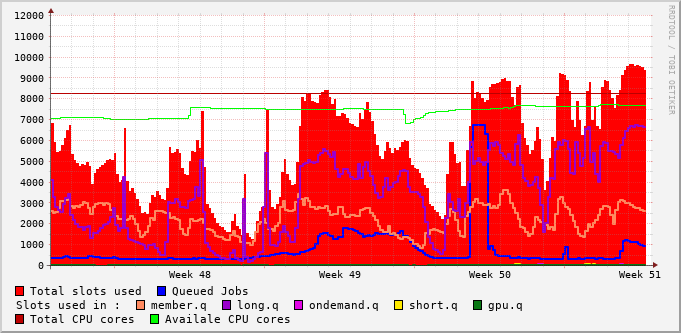 12000
11000
10000
9000
8000
7000
6000
5000
4000
3000
2000
1000
0
Week 48 Week 49 Week 50 Week 51
Total slots used Queued Jobs
Slots used in : member.q long.q ondemand.q short.q gpu.q
Total CPU cores Availale CPU cores
RRDTOOL / TOBI OETIKER